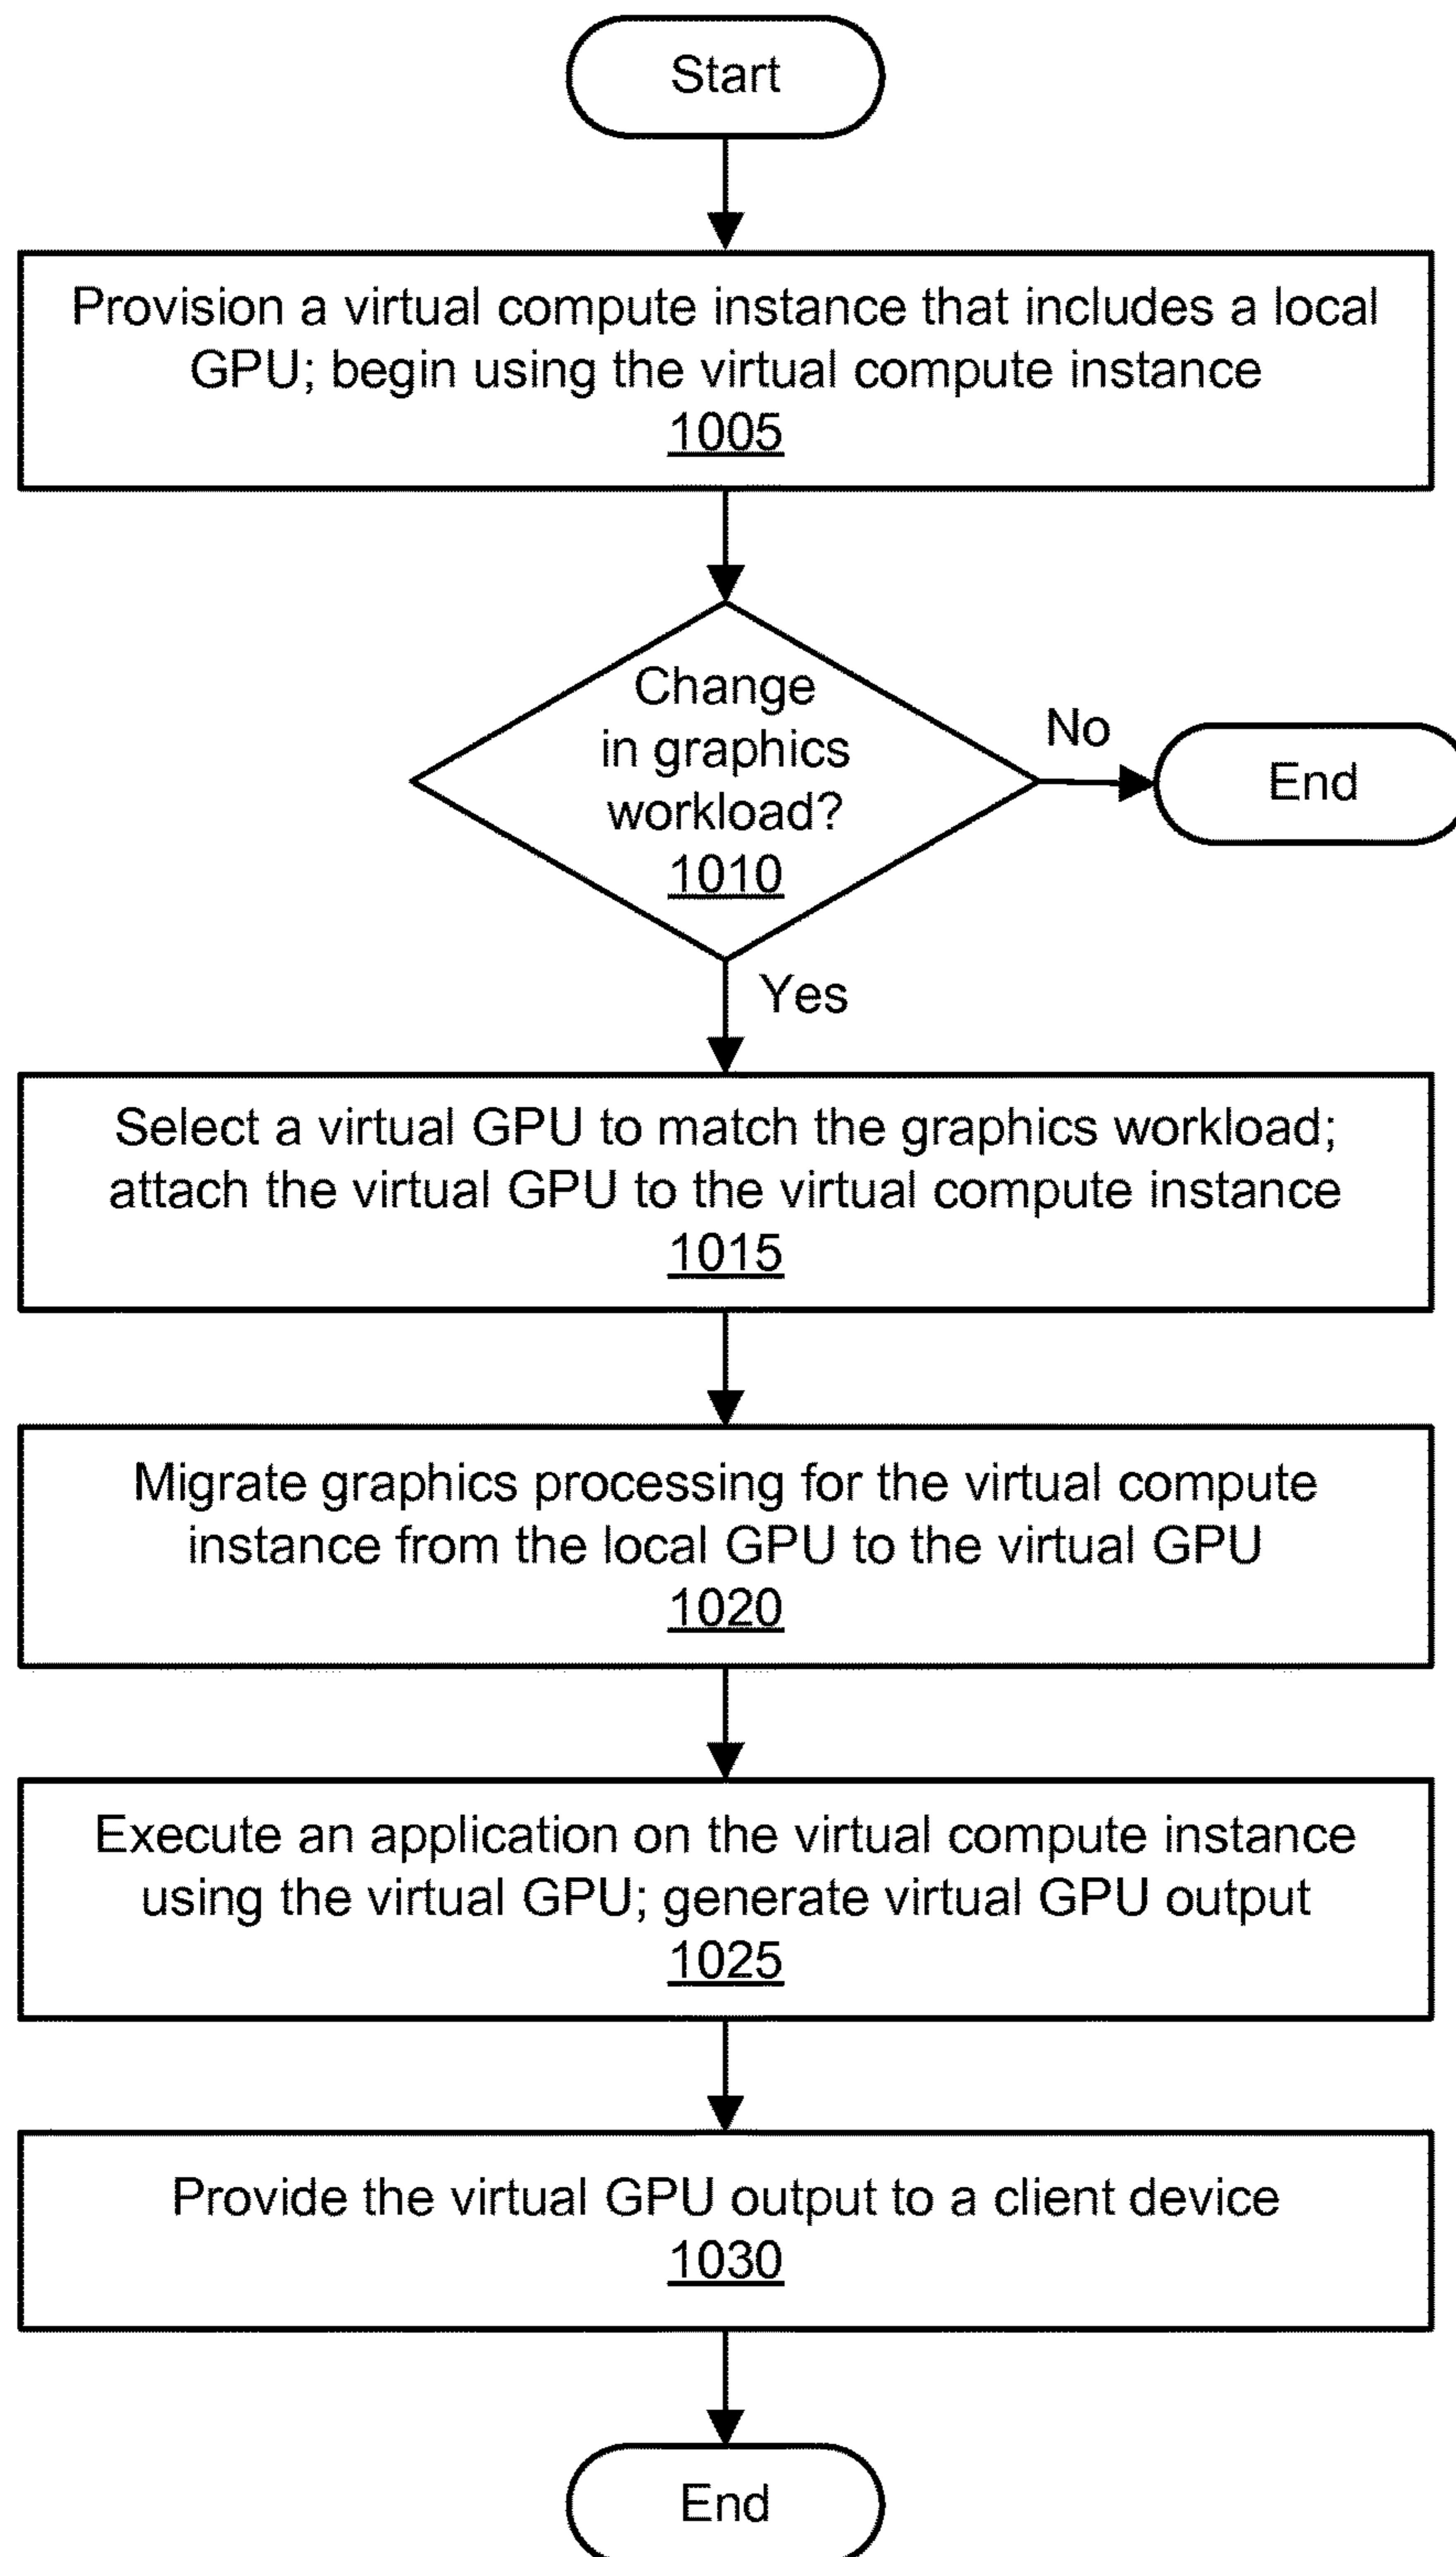 Start
Provision a virtual compute instance that includes a local
GPU; begin using the virtual compute instance
1005
Change
in graphics
workload?
1010
No
End
Yes
Select a virtual GPU to match the graphics workload;
attach the virtual GPU to the virtual compute instance
1015
Migrate graphics processing for the virtual compute
instance from the local GPU to the virtual GPU
1020
Execute an application on the virtual compute instance
using the virtual GPU; generate virtual GPU output
1025
Provide the virtual GPU output to a client device
1030
End